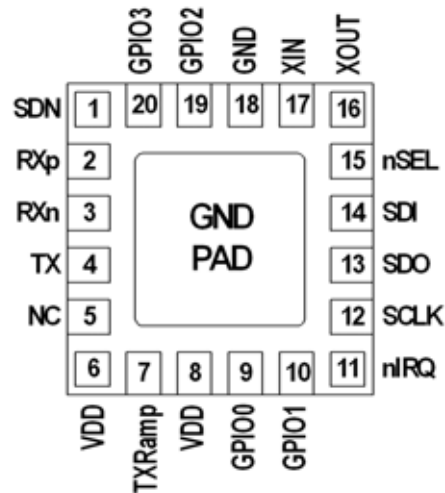 GPIO3
GPIO2
GND
XIN
XOUT
20
19
18
17
16
SDN 1
RXp 2
RXn 3
TX 4
NC 5
GND
PAD
15 nSEL
14 SDI
13 SDO
12 SCLK
11 nIRQ
6
7
8
9
10
VDD
TXRamp
VDD
GPIO0
GPIO1